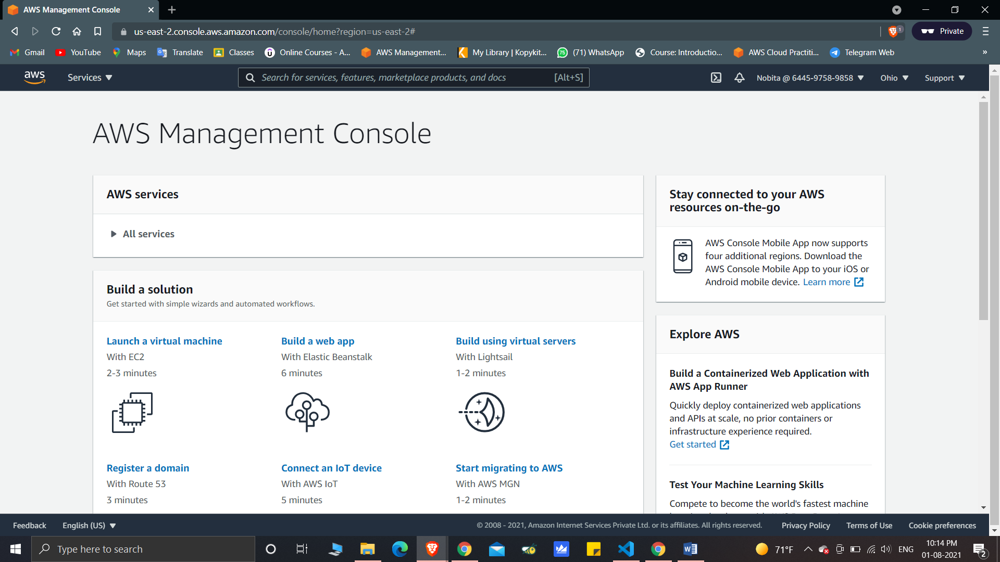 AWS Management Console
us-east-2.console.aws.amazon.com/console/home?region=us-east-2#
1
Private
Gmail
YouTube
Maps
Translate
Classes
Online Courses - A...
AWS Management...
My Library | Kopykit...
75
(71) WhatsApp
Course: Introductio...
AWS Cloud Practiti...
Telegram Web
»
aws
Services
Search for services, features, marketplace products, and docs
[Alt+S]
Nobita @ 6445-9758-9858
Ohio
Support
AWS Management Console
AWS services
All services
Build a solution
Get started with simple wizards and automated workflows.
Launch a virtual machine
With EC2
2-3 minutes
Build a web app
With Elastic Beanstalk
6 minutes
Build using virtual servers
With Lightsail
1-2 minutes
Register a domain
With Route 53
3 minutes
Connect an IoT device
With AWS IoT
5 minutes
Start migrating to AWS
With AWS MGN
1-2 minutes
Stay connected to your AWS
resources on-the-go
AWS Console Mobile App now supports
four additional regions. Download the
AWS Console Mobile App to your iOS or
Android mobile device. Learn more
Explore AWS
Build a Containerized Web Application with
AWS App Runner
Quickly deploy containerized web applications
and APIs at scale, no prior containers or
infrastructure experience required.
Get started
Test Your Machine Learning Skills
Compete to become the world's fastest machine
Feedback
English (US)
© 2008 - 2021, Amazon Internet Services Private Ltd. or its affiliates. All rights reserved.
Privacy Policy
Terms of Use
Cookie preferences
Type here to search
71°F
ENG
10:14 PM
01-08-2021
2